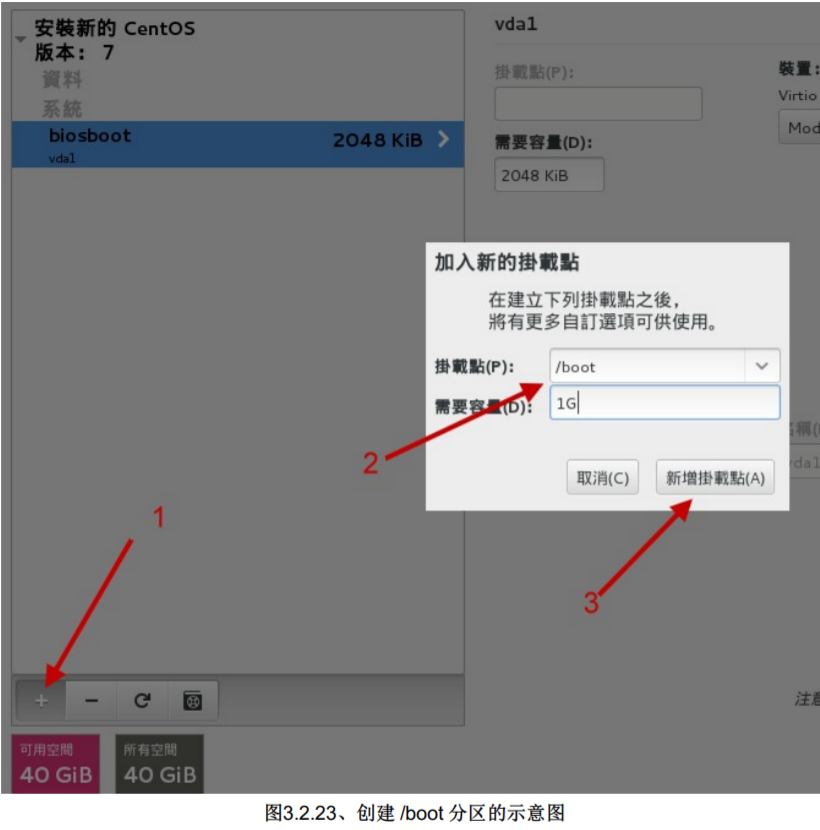 安裝新的 CentOS
版本： 7
資料
系統
biosboot
2048 KiB
vda1
vda1
掛載點(P):
裝置:
Virtio
需要容量(D):
Mod
2048 KiB
加入新的掛載點
在建立下列掛載點之後，
將有更多自訂選項可供使用。
掛載點(P):
/boot
需要容量(D):
1G
取消(C)
新增掛載點(A)
名稱(
vda1
1
2
3
+
−
注意
可用空間
40 GiB
所有空間
40 GiB
图3.2.23、创建 /boot 分区的示意图